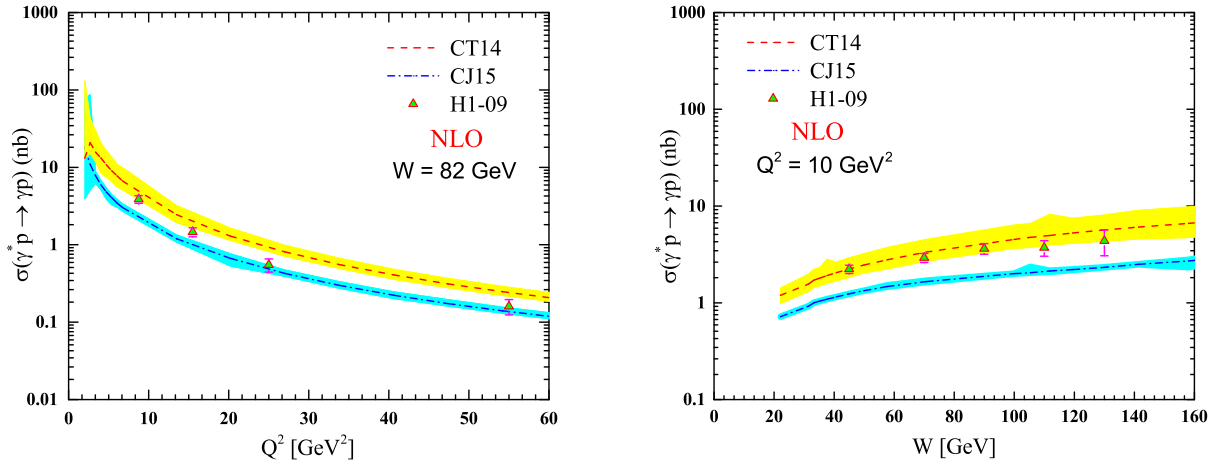 1000
100
10
1
0.1
0.01
σ(γ* p → γp) (nb)
CT14
CJ15
H1-09
NLO
W = 82 GeV
0 10 20 30 40 50 60
Q² [GeV²]
1000
100
10
1
0.1
σ(γ* p → γp) (nb)
CT14
CJ15
H1-09
NLO
Q² = 10 GeV²
0 20 40 60 80 100 120 140 160
W [GeV]